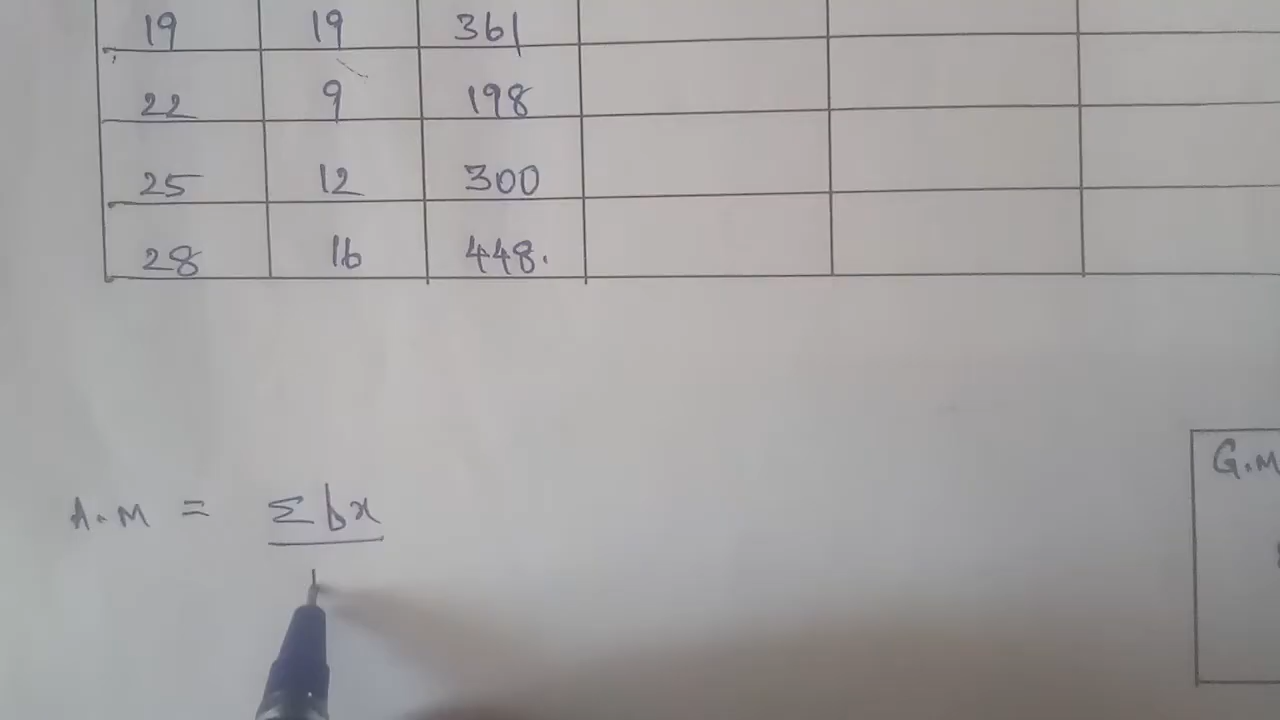 19 19 361
22 9 198
25 12 300
28 16 448.
A.M = Σfx
G.M